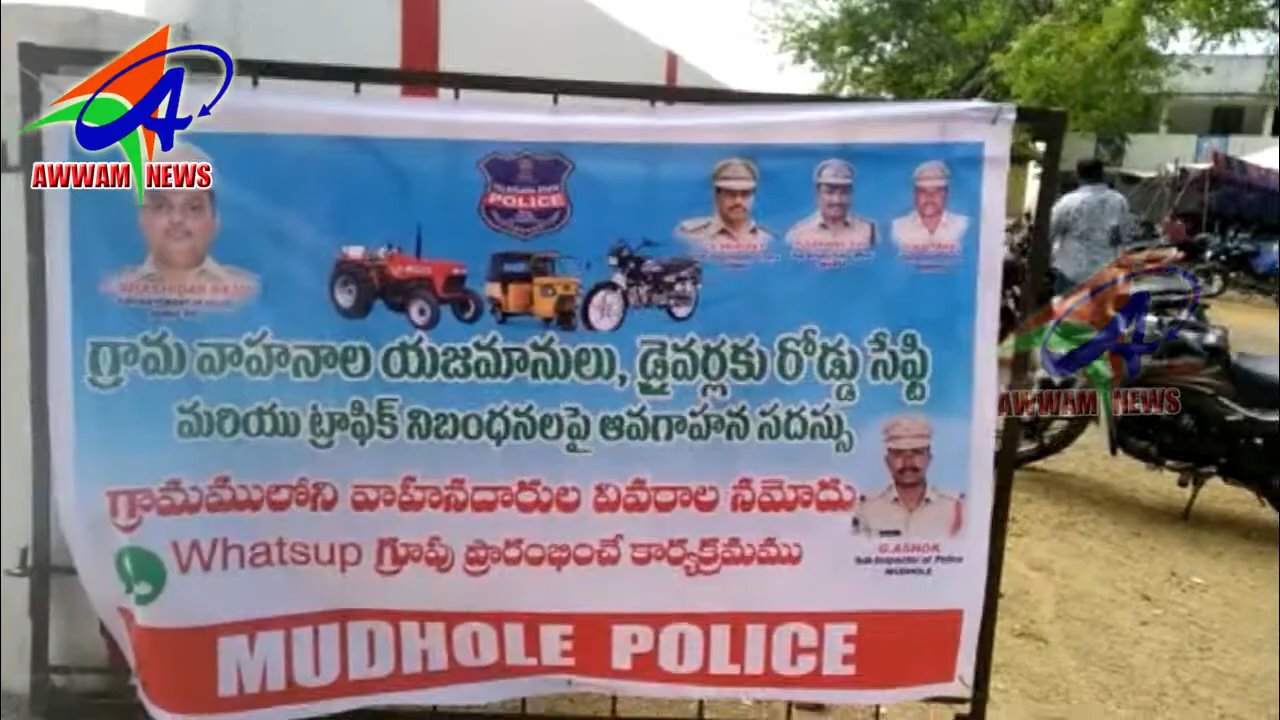 AWWAM NEWS
POLICE
గ్రామ వాహనాల యజమానులు, డ్రైవర్లకు రోడ్డు సేఫ్టి
మరియు ట్రాఫిక్ నిబంధనలపై ఆవగాహన సదస్సు
గ్రామములోని వాహనదారుల వివరాల నమోదు
Whatsup గ్రూపు ప్రారంభించే కార్యక్రమము
G.ASHOK
Sub-Inspector of Police
MUDHOLE
MUDHOLE POLICE
AWWAM NEWS